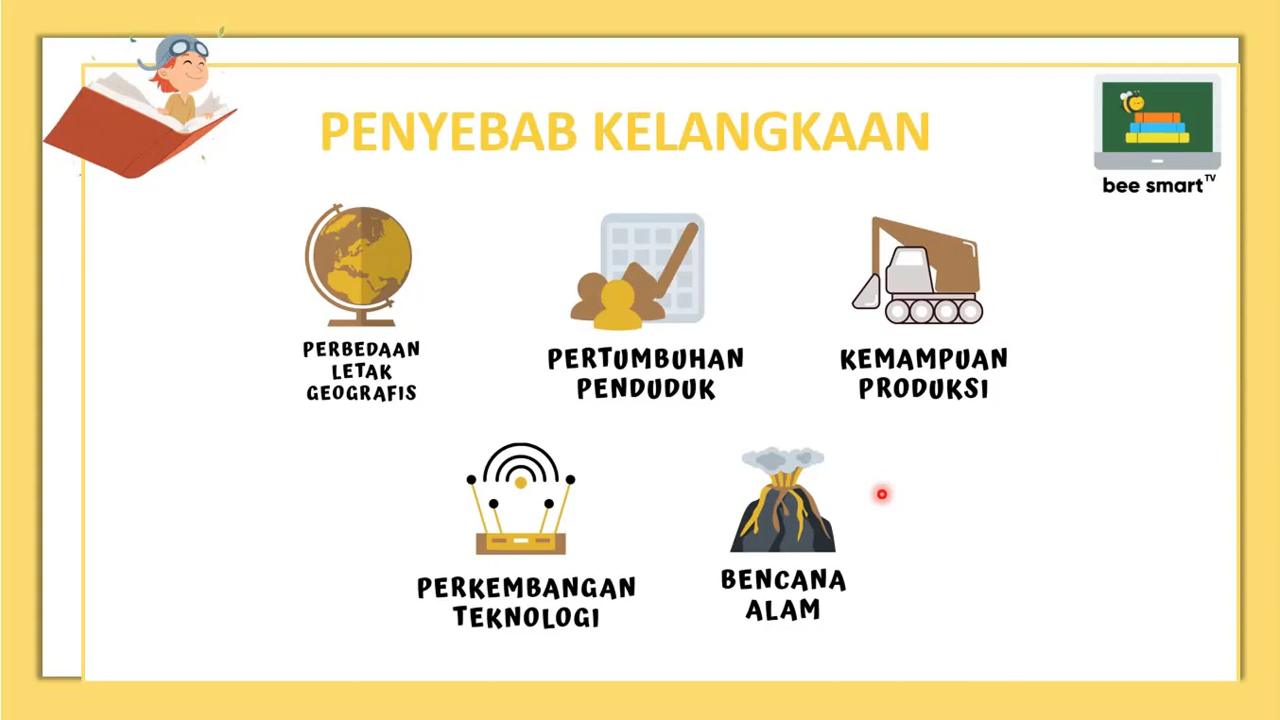 PENYEBAB KELANGKAAN
bee smart TV
PERBEDAAN
LETAK
GEOGRAFIS
PERTUMBUHAN
PENDUDUK
KEMAMPUAN
PRODUKSI
PERKEMBANGAN
TEKNOLOGI
BENCANA
ALAM